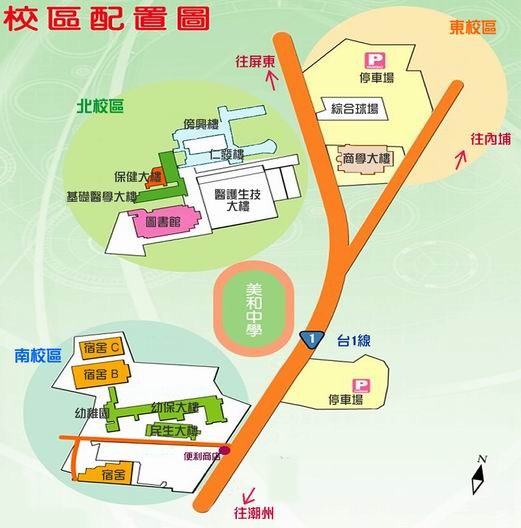 校區配置圖
東校區
往屏東
Parking
停車場
北校區
綜合球場
傍興樓
往內埔
仁發樓
商學大樓
保健大樓
基礎醫學大樓
醫護生技
大樓
圖書館
美和中學
1
台1線
南校區
宿舍 C
宿舍 B
Parking
停車場
幼稚園
幼保大樓
民生大樓
便利商店
N
宿舍
往潮州